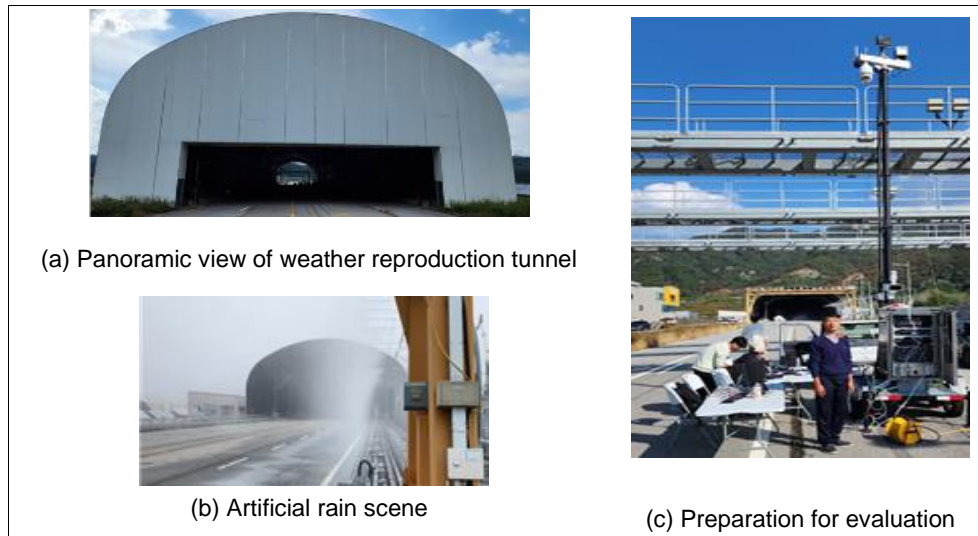 (a) Panoramic view of weather reproduction tunnel
(b) Artificial rain scene
(c) Preparation for evaluation